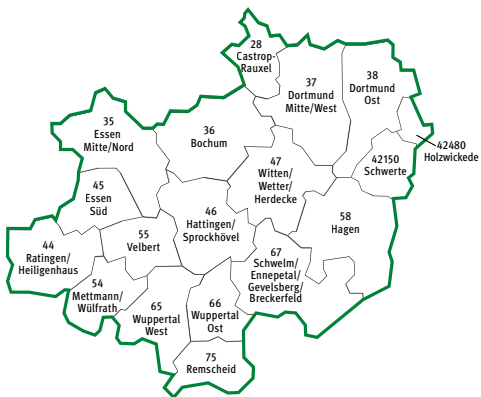 28
Castrop-
Rauxel
37
Dortmund
Mitte/West
38
Dortmund
Ost
35
Essen
Mitte/Nord
36
Bochum
42480
Holzwickede
42150
Schwerte
47
Witten/
Wetter/
Herdecke
45
Essen
Süd
46
Hattingen/
Sprockhövel
58
Hagen
44
Ratingen/
Heiligenhaus
55
Velbert
67
Schwelm/
Ennepetal/
Gevelsberg/
Breckerfeld
54
Mettmann/
Wülfrath
65
Wuppertal
West
66
Wuppertal
Ost
75
Remscheid